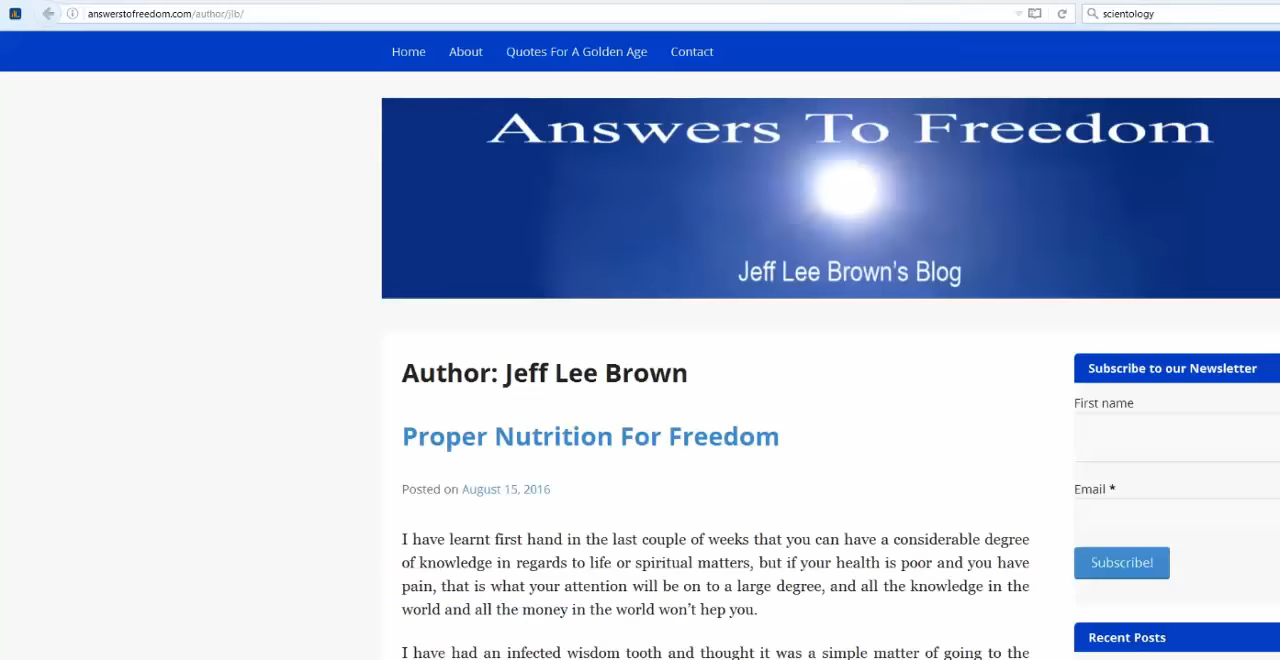 answerstofreedom.com/author/jlb/
scientology
Home About Quotes For A Golden Age Contact
Answers To Freedom
Jeff Lee Brown's Blog
Author: Jeff Lee Brown
Proper Nutrition For Freedom
Posted on August 15, 2016
I have learnt first hand in the last couple of weeks that you can have a considerable degree
of knowledge in regards to life or spiritual matters, but if your health is poor and you have
pain, that is what your attention will be on to a large degree, and all the knowledge in the
world and all the money in the world won't hep you.
I have had an infected wisdom tooth and thought it was a simple matter of going to the
Subscribe to our Newsletter
First name
Email *
Subscribe!
Recent Posts